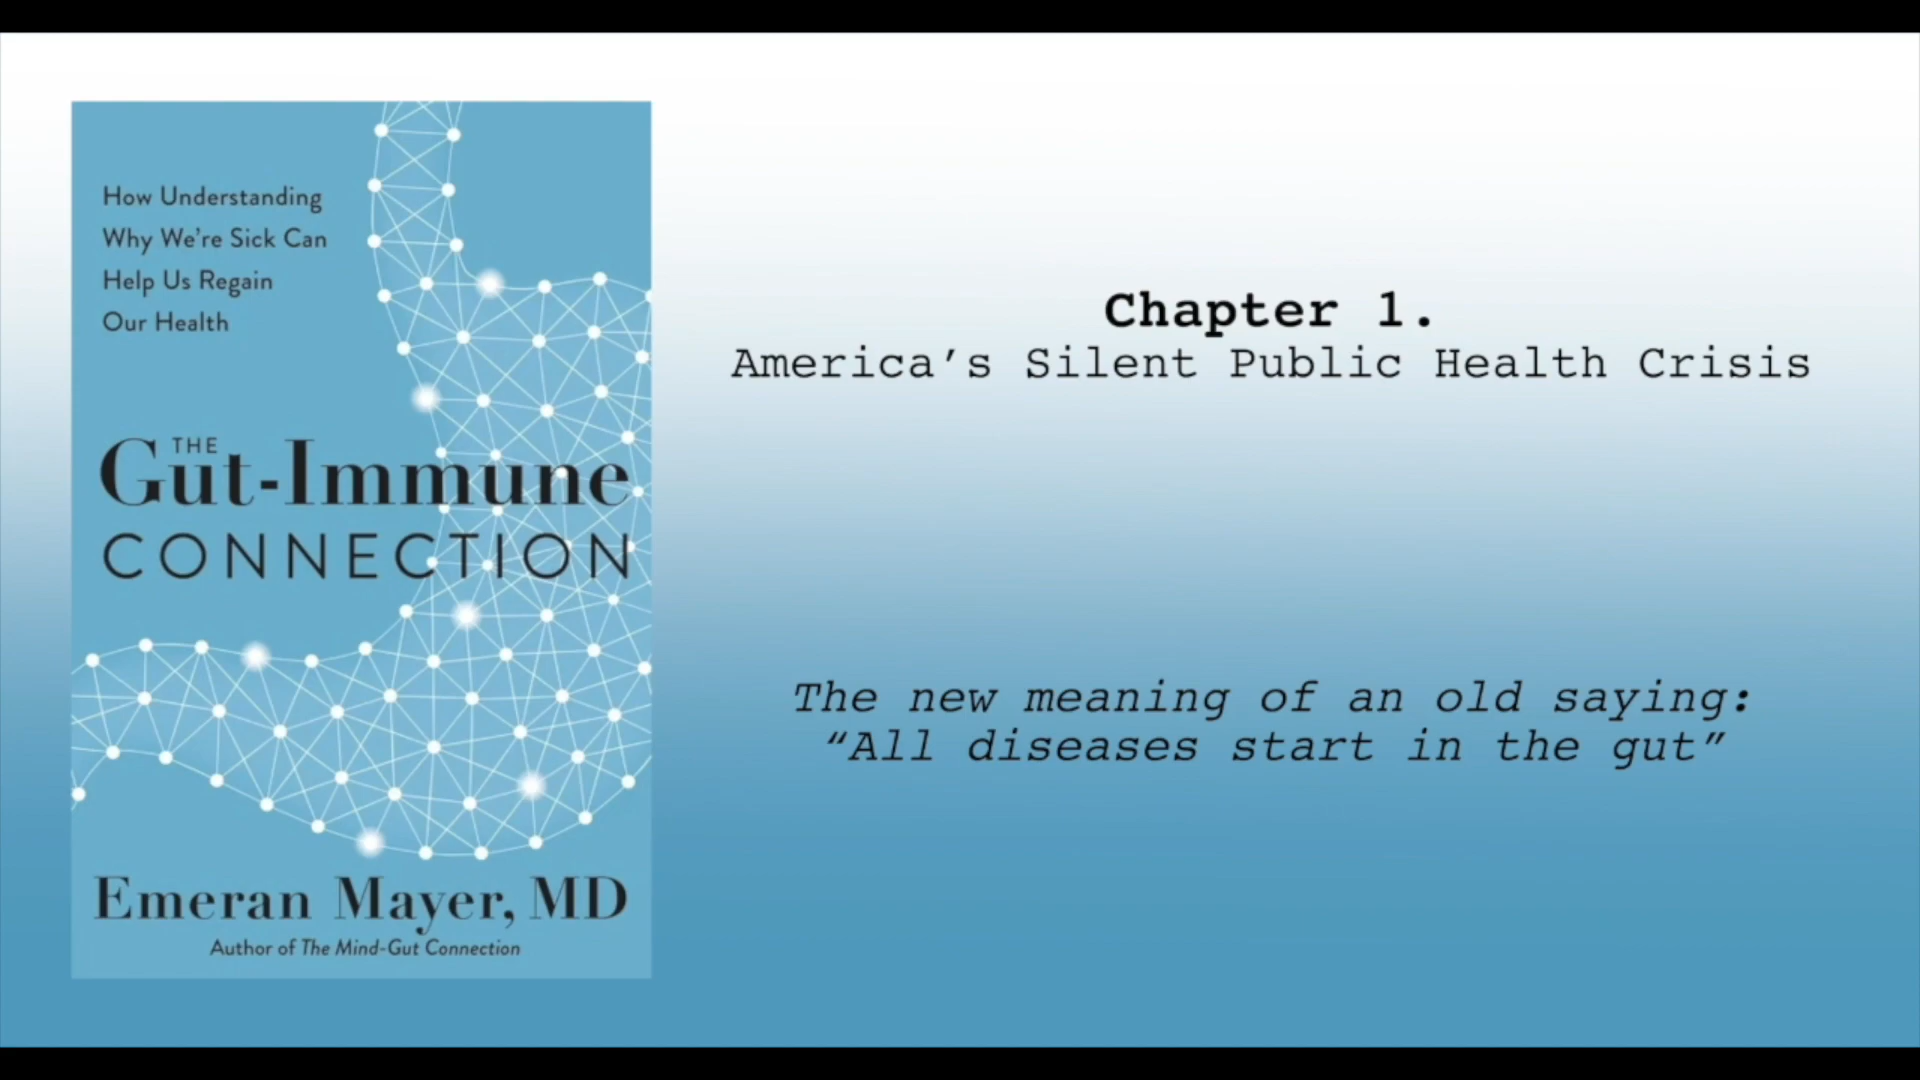 How Understanding
Why We're Sick Can
Help Us Regain
Our Health
THE
Gut-Immune
CONNECTION
Emeran Mayer, MD
Author of The Mind-Gut Connection
Chapter 1.
America's Silent Public Health Crisis
The new meaning of an old saying:
“All diseases start in the gut”